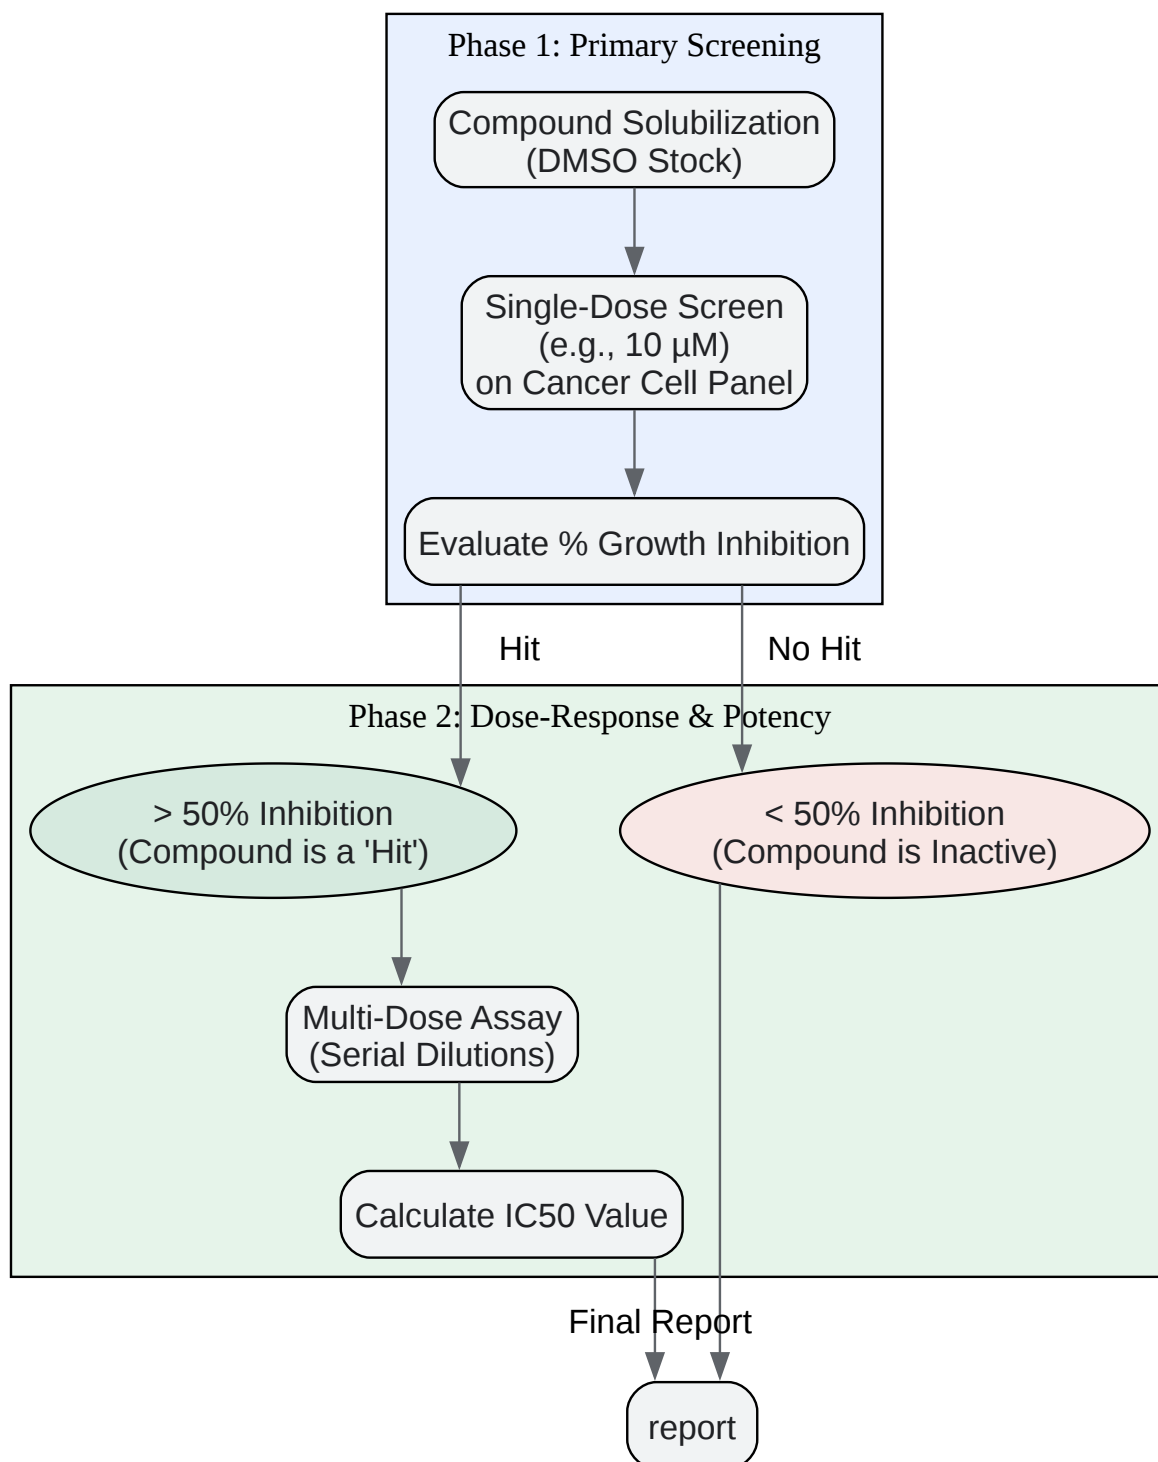 Phase 1: Primary Screening
Compound Solubilization
(DMSO Stock)
Single-Dose Screen
(e.g., 10 µM)
on Cancer Cell Panel
Evaluate % Growth Inhibition
Hit
No Hit
Phase 2: Dose-Response & Potency
> 50% Inhibition
(Compound is a 'Hit')
< 50% Inhibition
(Compound is Inactive)
Multi-Dose Assay
(Serial Dilutions)
Calculate IC50 Value
Final Report
report